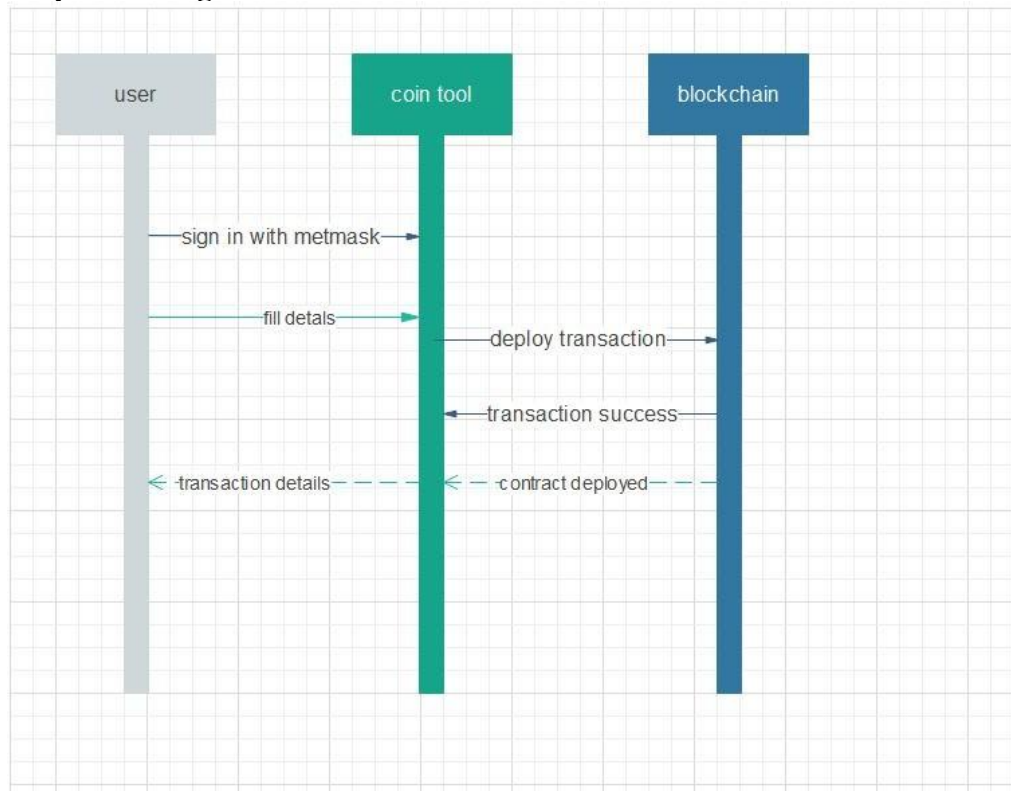 user
coin tool
blockchain
sign in with metmask
fill detals
deploy transaction
transaction success
transaction details
contract deployed